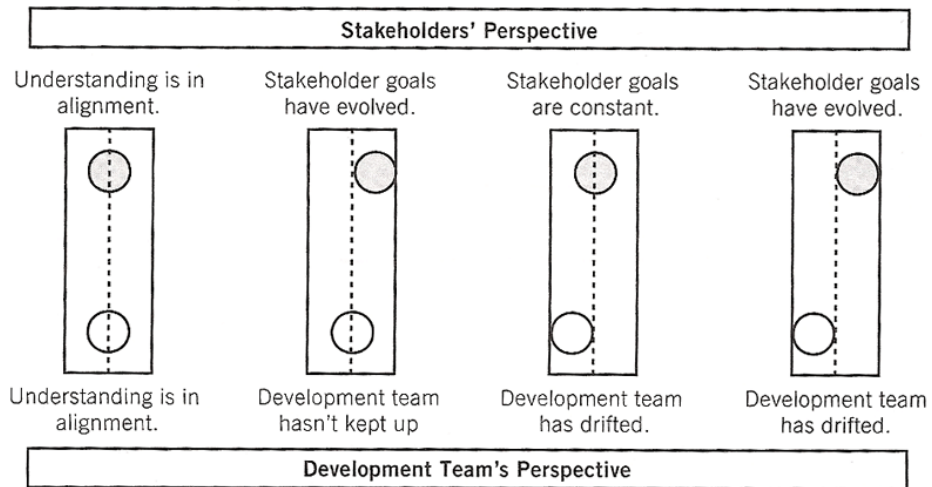 Stakeholders' Perspective
Understanding is in
alignment.
Stakeholder goals
have evolved.
Stakeholder goals
are constant.
Stakeholder goals
have evolved.
Understanding is in
alignment.
Development team
hasn't kept up
Development team
has drifted.
Development team
has drifted.
Development Team's Perspective